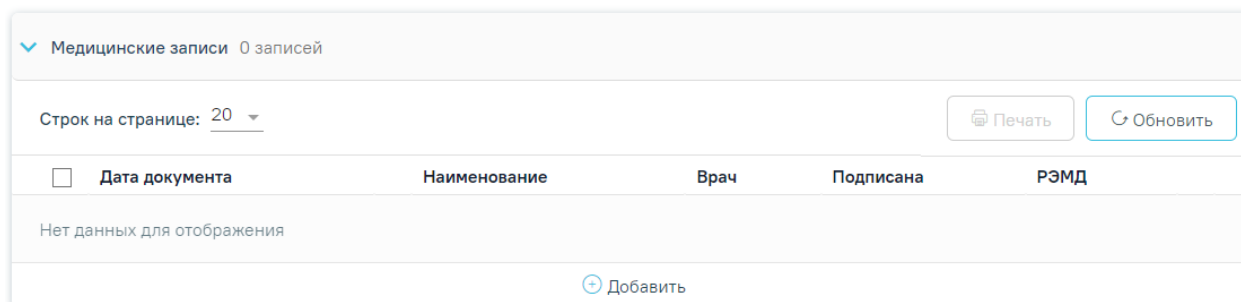 Медицинские записи 0 записей
Строк на странице: 20 Печать Обновить
Дата документа Наименование Врач Подписана РЭМД
Нет данных для отображения
Добавить